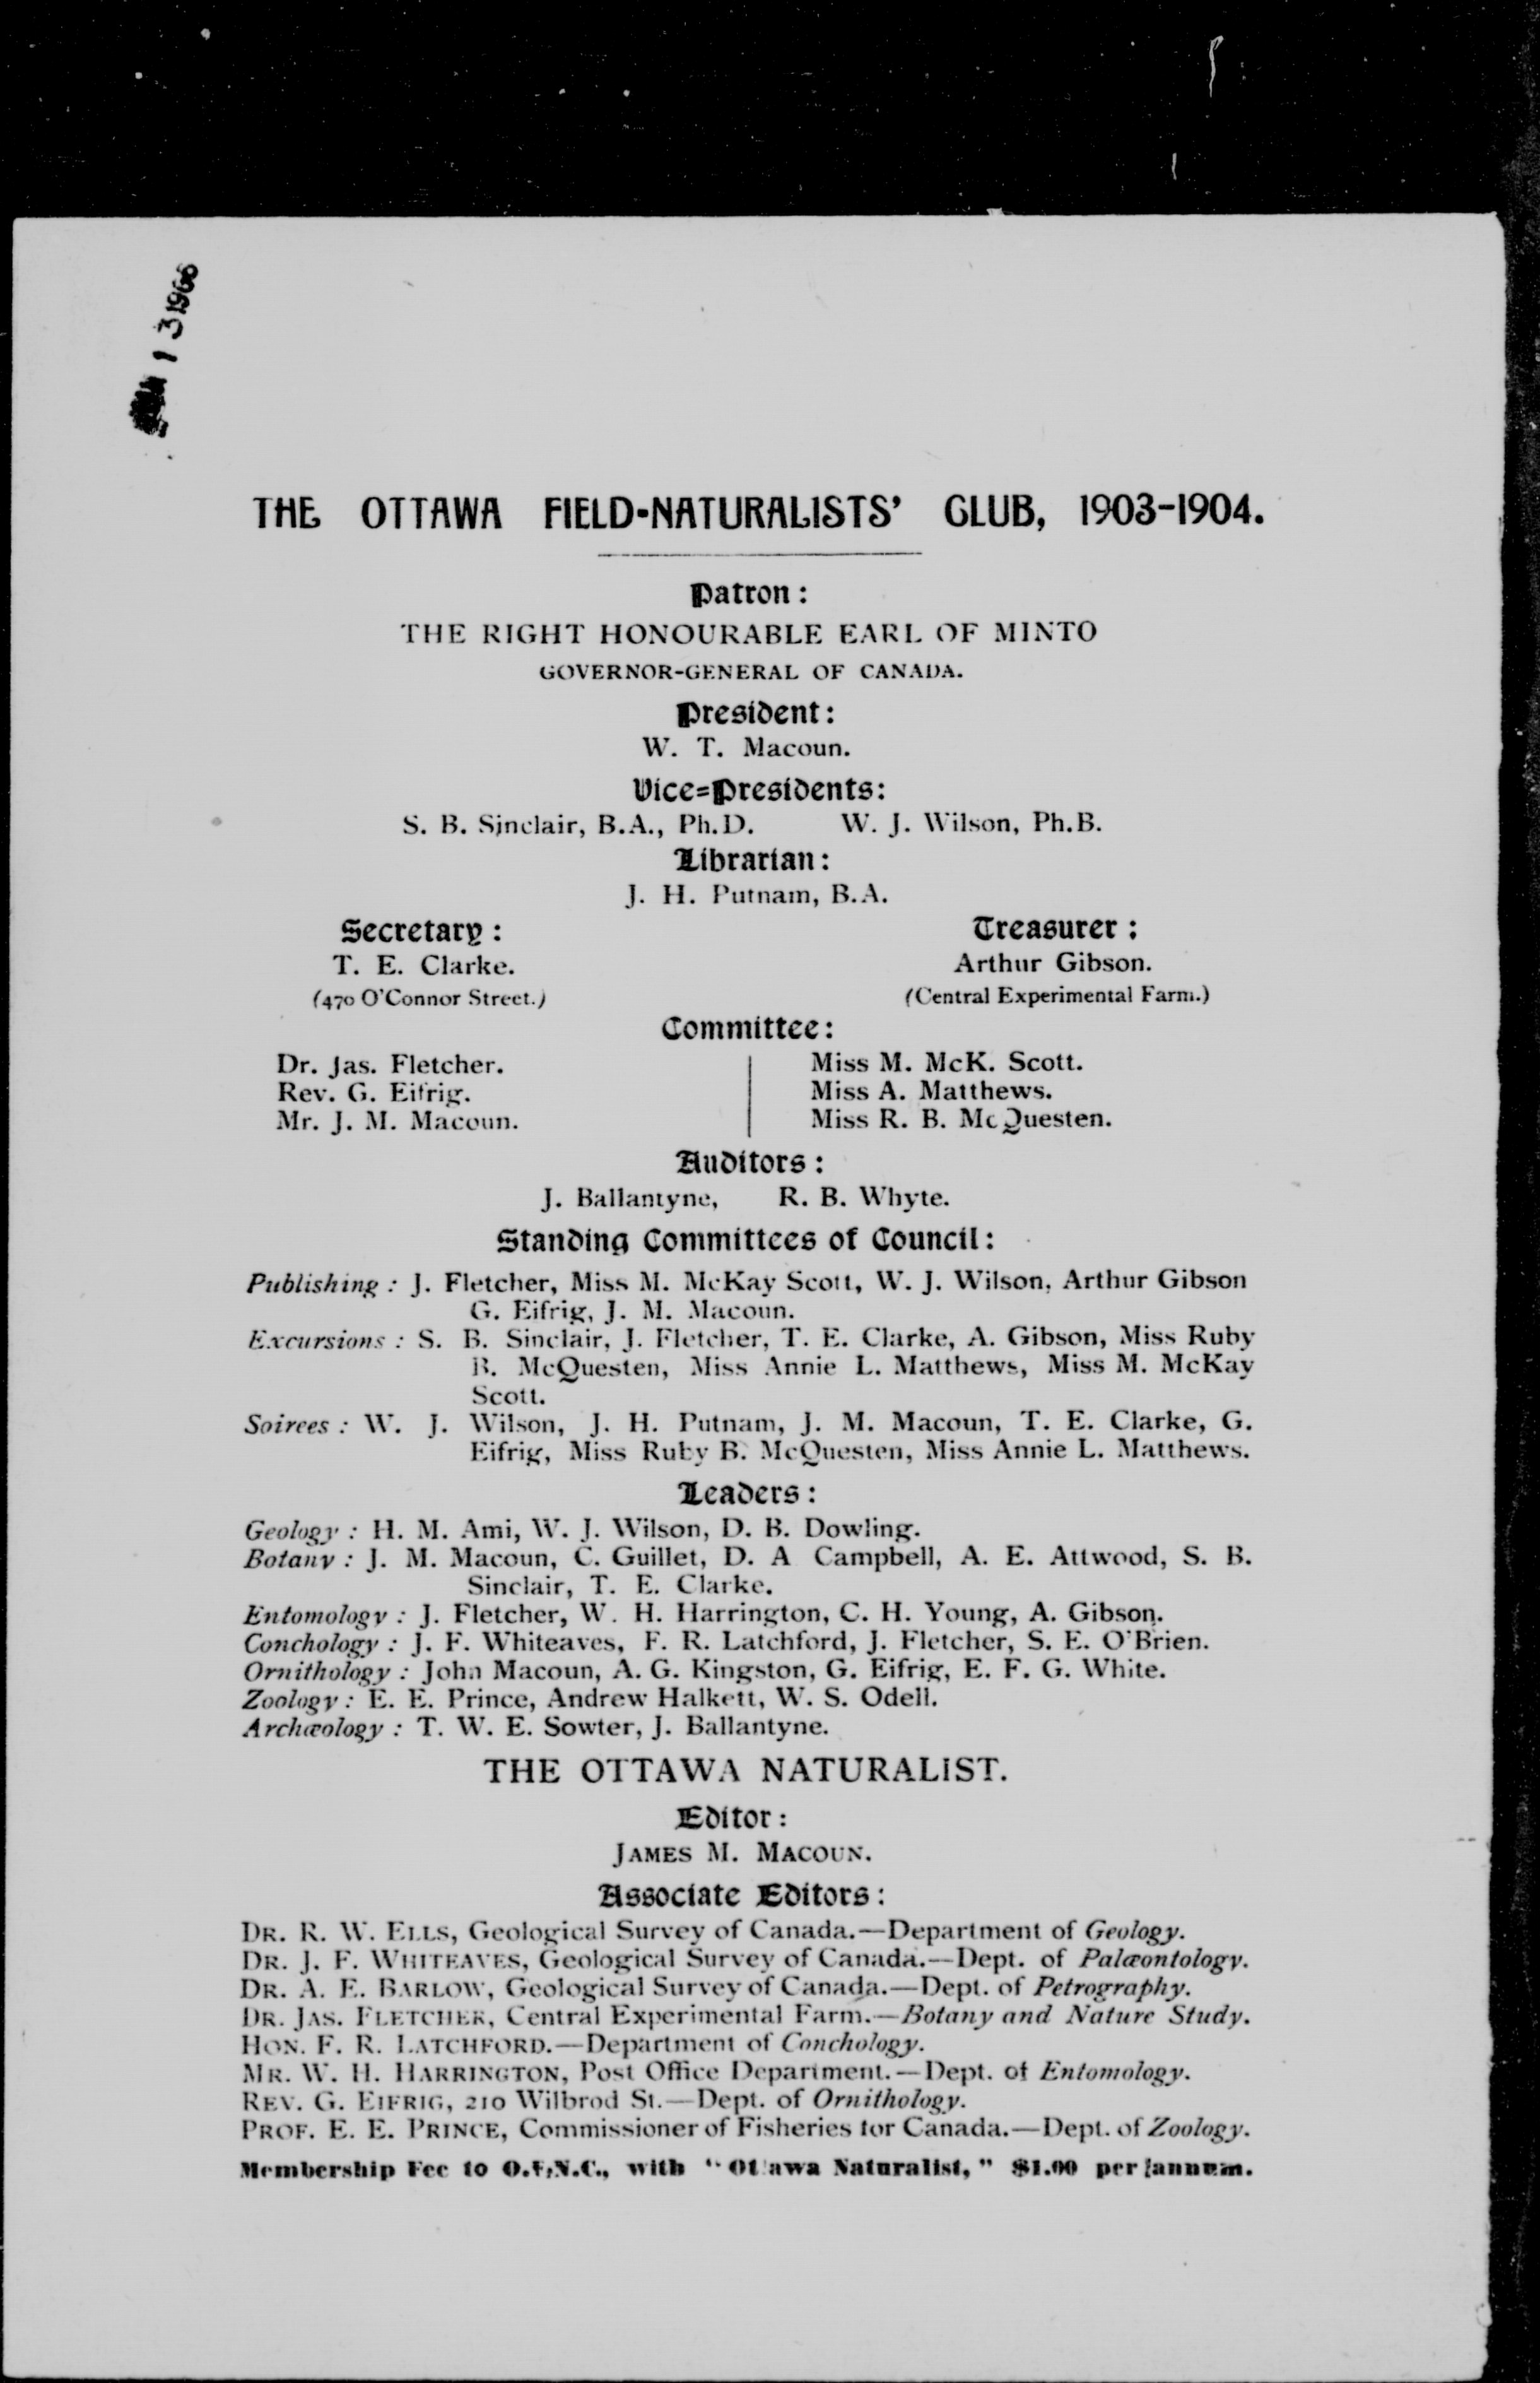 1 3 1966
THE OTTAWA FIELD-NATURALISTS' CLUB, 1903-1904.
Patron:
THE RIGHT HONOURABLE EARL OF MINTO
GOVERNOR-GENERAL OF CANADA.
President:
W. T. Macoun.
Vice-Presidents:
S. B. Sinclair, B.A., Ph.D. W. J. Wilson, Ph.B.
Librarian:
J. H. Putnam, B.A.
Secretary: Treasurer:
T. E. Clarke. Arthur Gibson.
(470 O'Connor Street.) (Central Experimental Farm.)
Committee:
Dr. Jas. Fletcher. Miss M. McK. Scott.
Rev. G. Eifrig. Miss A. Matthews.
Mr. J. M. Macoun. Miss R. B. McQuesten.
Auditors:
J. Ballantyne, R. B. Whyte.
Standing Committees of Council:
Publishing: J. Fletcher, Miss M. McKay Scott, W. J. Wilson, Arthur Gibson
G. Eifrig, J. M. Macoun.
Excursions: S. B. Sinclair, J. Fletcher, T. E. Clarke, A. Gibson, Miss Ruby
B. McQuesten, Miss Annie L. Matthews, Miss M. McKay
Scott.
Soirees: W. J. Wilson, J. H. Putnam, J. M. Macoun, T. E. Clarke, G.
Eifrig, Miss Ruby B. McQuesten, Miss Annie L. Matthews.
Leaders:
Geology: H. M. Ami, W. J. Wilson, D. B. Dowling.
Botany: J. M. Macoun, C. Guillet, D. A Campbell, A. E. Attwood, S. B.
Sinclair, T. E. Clarke.
Entomology: J. Fletcher, W. H. Harrington, C. H. Young, A. Gibson.
Conchology: J. F. Whiteaves, F. R. Latchford, J. Fletcher, S. E. O'Brien.
Ornithology: John Macoun, A. G. Kingston, G. Eifrig, E. F. G. White.
Zoology: E. E. Prince, Andrew Halkett, W. S. Odell.
Archæology: T. W. E. Sowter, J. Ballantyne.
THE OTTAWA NATURALIST.
Editor:
JAMES M. MACOUN.
Associate Editors:
DR. R. W. ELLS, Geological Survey of Canada.—Department of Geology.
DR. J. F. WHITEAVES, Geological Survey of Canada.—Dept. of Palæontology.
DR. A. E. BARLOW, Geological Survey of Canada.—Dept. of Petrography.
DR. JAS. FLETCHER, Central Experimental Farm.—Botany and Nature Study.
HON. F. R. LATCHFORD.—Department of Conchology.
MR. W. H. HARRINGTON, Post Office Department.—Dept. of Entomology.
REV. G. EIFRIG, 210 Wilbrod St.—Dept. of Ornithology.
PROF. E. E. PRINCE, Commissioner of Fisheries for Canada.—Dept. of Zoology.
Membership Fee to O.F.N.C., with "Ottawa Naturalist," $1.00 per annum.